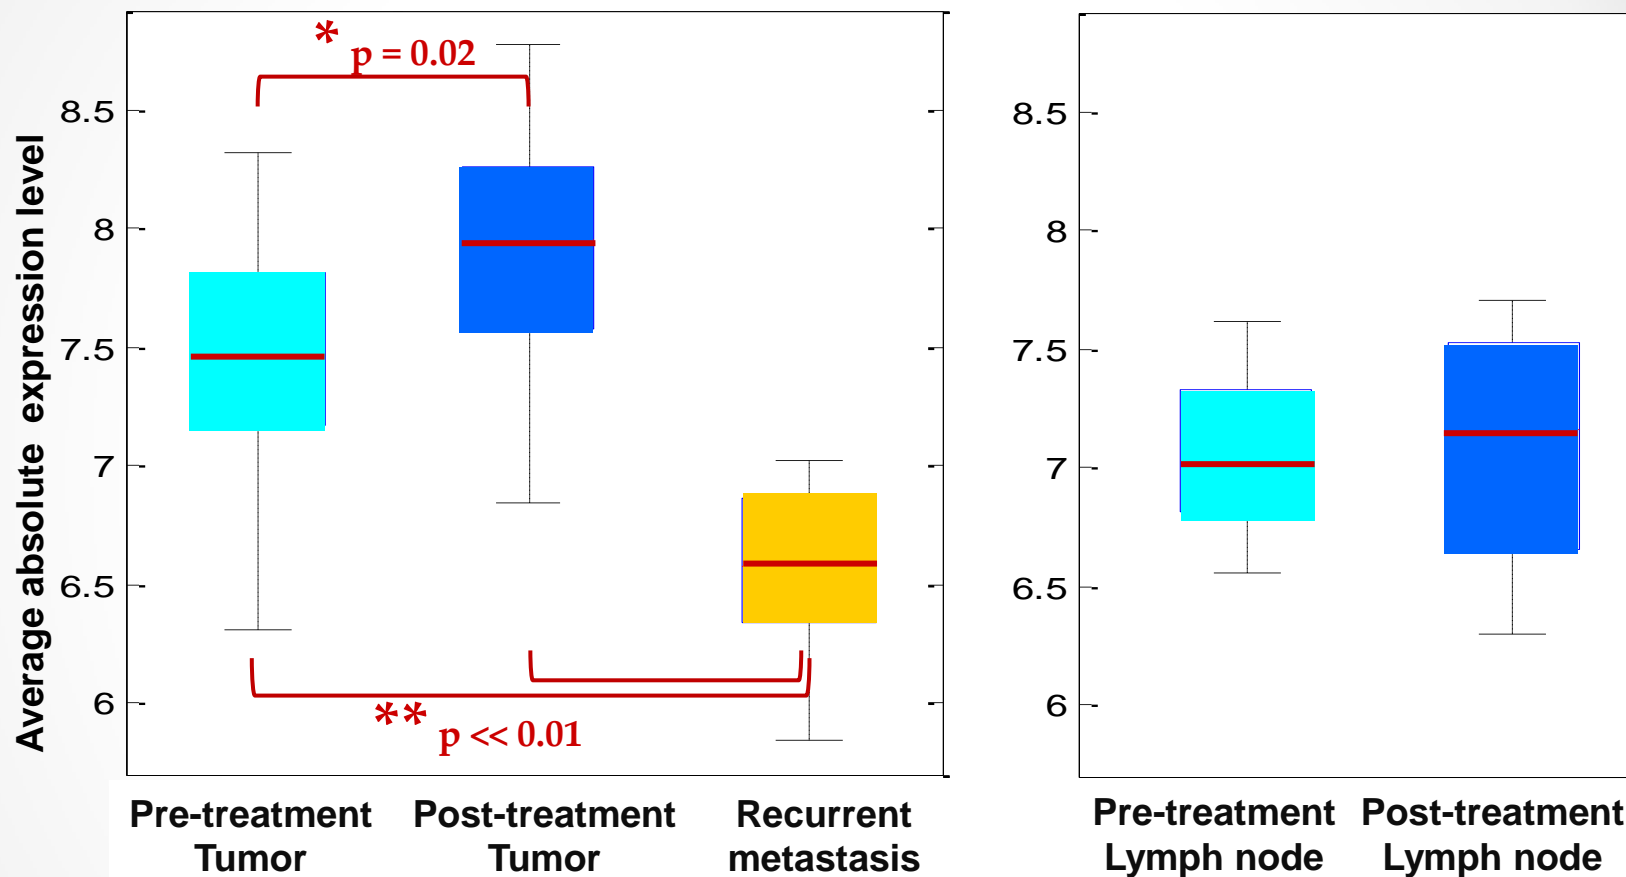 * p = 0.02
Average absolute expression level
8.5
8
7.5
7
6.5
6
** p << 0.01
Pre-treatment
Tumor
Post-treatment
Tumor
Recurrent
metastasis
8.5
8
7.5
7
6.5
6
Pre-treatment
Lymph node
Post-treatment
Lymph node